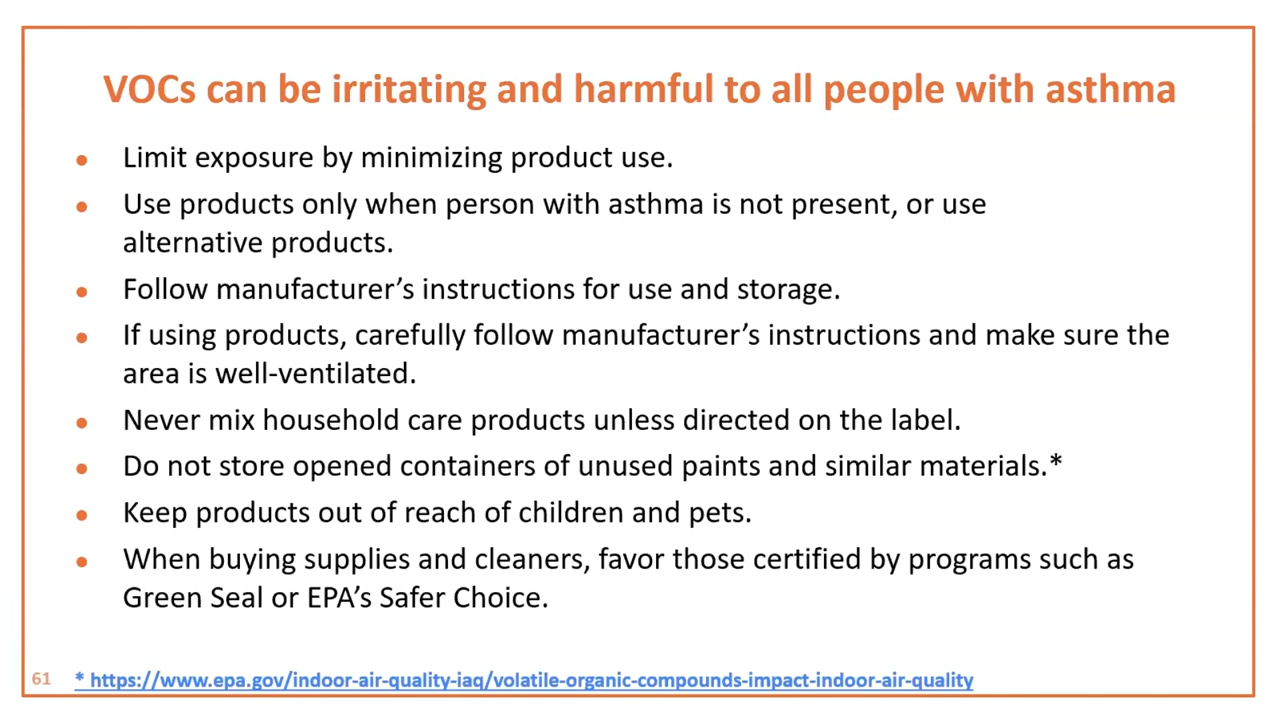 VOCs can be irritating and harmful to all people with asthma
• Limit exposure by minimizing product use.
• Use products only when person with asthma is not present, or use
alternative products.
• Follow manufacturer’s instructions for use and storage.
• If using products, carefully follow manufacturer’s instructions and make sure the
area is well-ventilated.
• Never mix household care products unless directed on the label.
• Do not store opened containers of unused paints and similar materials.*
• Keep products out of reach of children and pets.
• When buying supplies and cleaners, favor those certified by programs such as
Green Seal or EPA’s Safer Choice.
61 * https://www.epa.gov/indoor-air-quality-iaq/volatile-organic-compounds-impact-indoor-air-quality